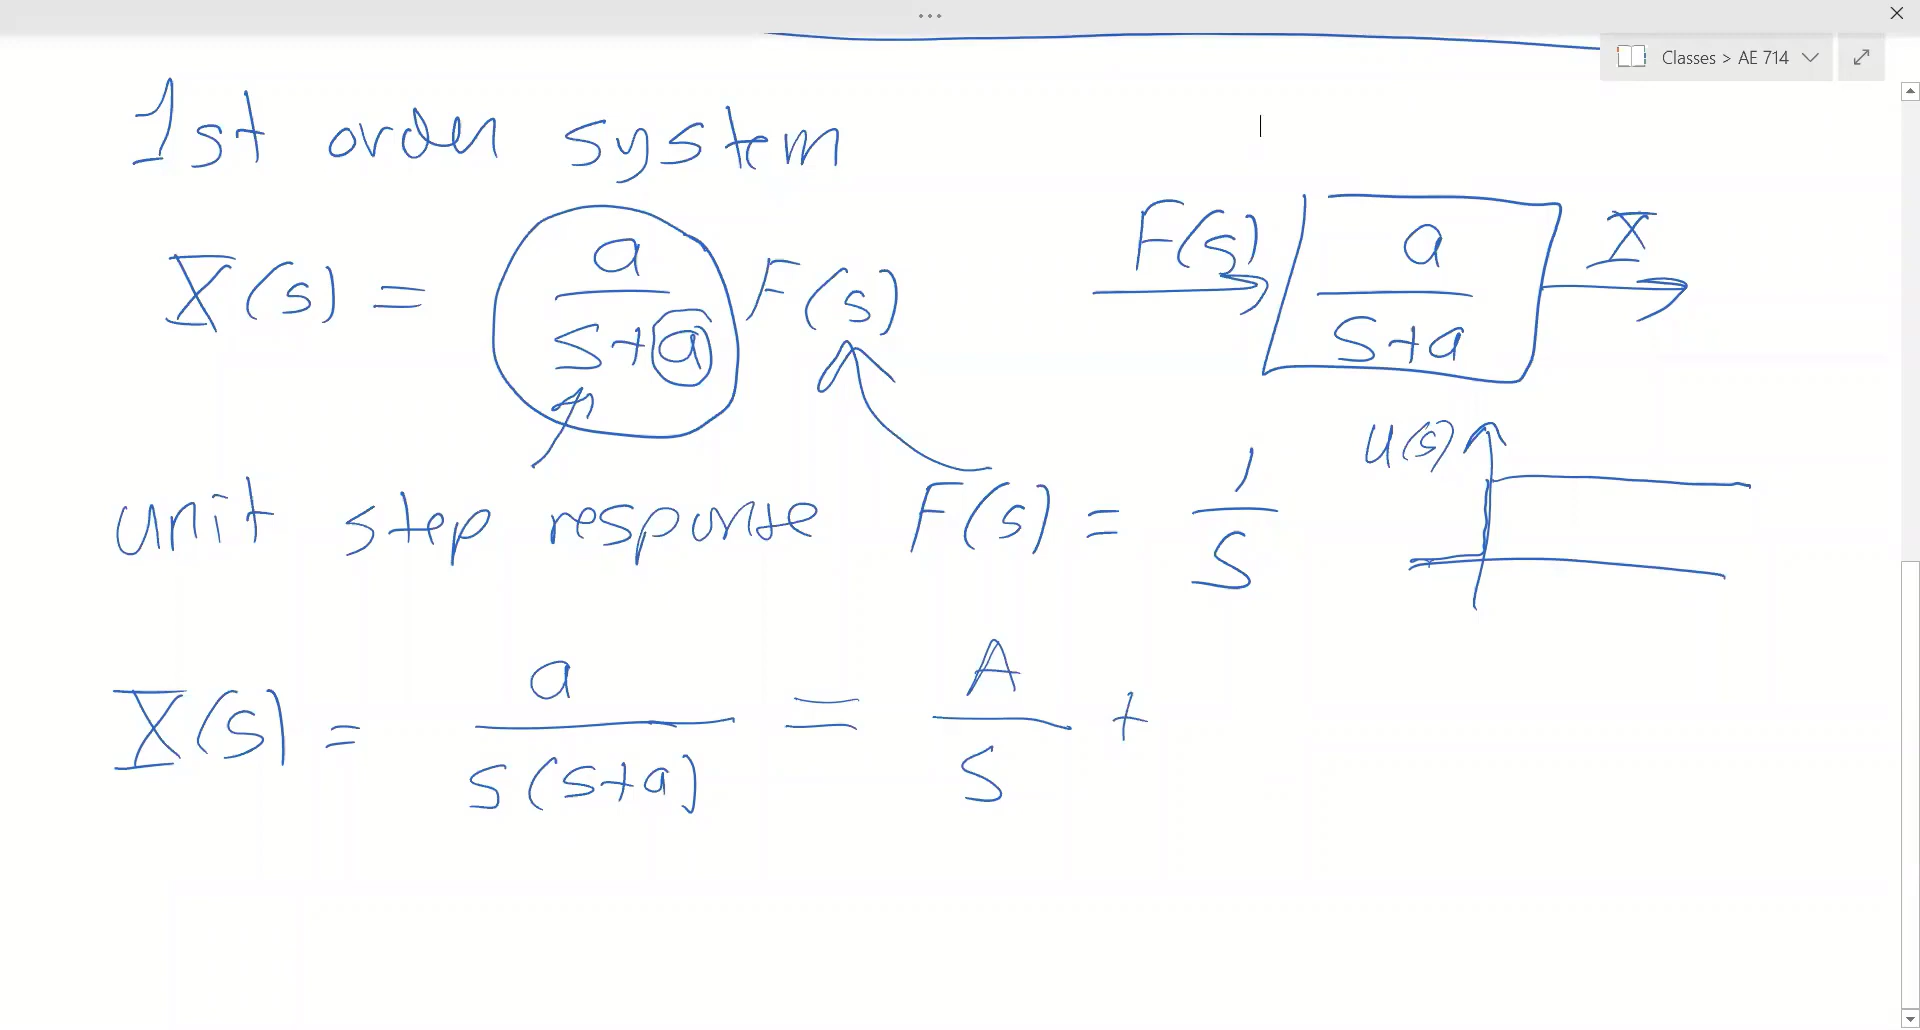 Classes > AE 714
1st order system
X(s) = a/(s+a) F(s)
F(s) a/(s+a) X
U(s)
unit step response F(s) = 1/s
X(s) = a/(s(s+a)) = A/s +